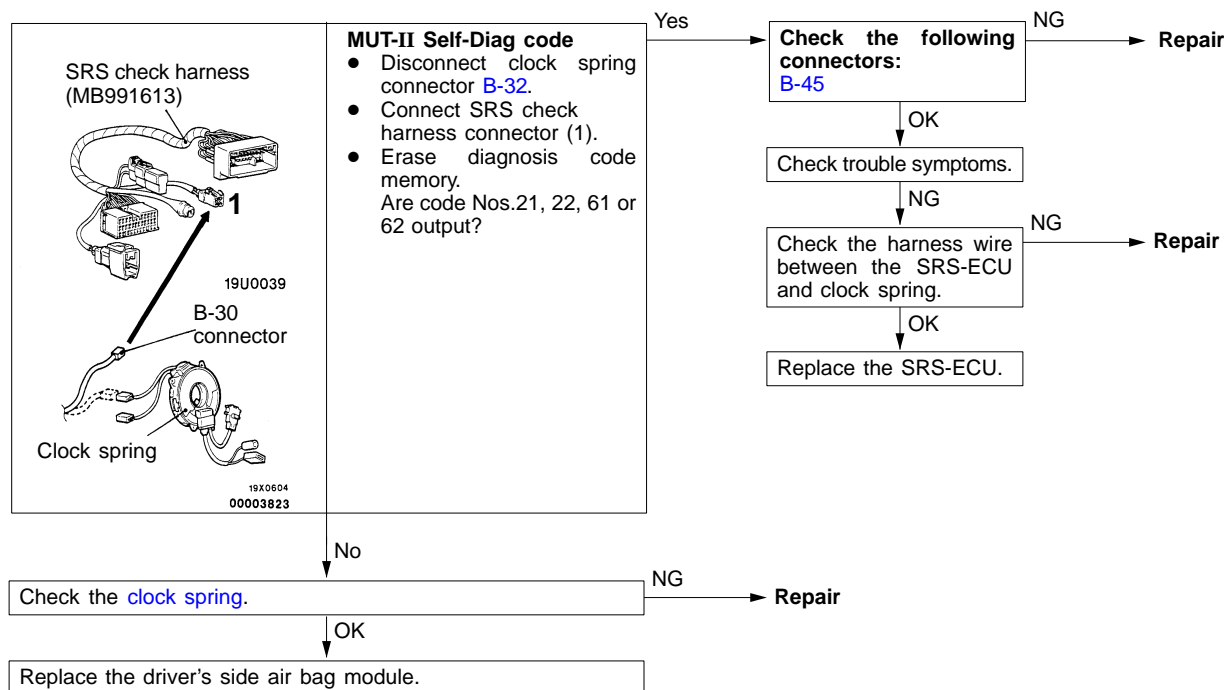 SRS check harness
(MB991613)
1
19U0039
B-30
connector
Clock spring
19X0604
00003823
MUT-II Self-Diag code
● Disconnect clock spring
connector B-32.
● Connect SRS check
harness connector (1).
● Erase diagnosis code
memory.
Are code Nos.21, 22, 61 or
62 output?
Yes
Check the following
connectors:
B-45
NG
Repair
OK
Check trouble symptoms.
NG
Check the harness wire
between the SRS-ECU
and clock spring.
NG
Repair
OK
Replace the SRS-ECU.
No
Check the clock spring.
NG
Repair
OK
Replace the driver's side air bag module.